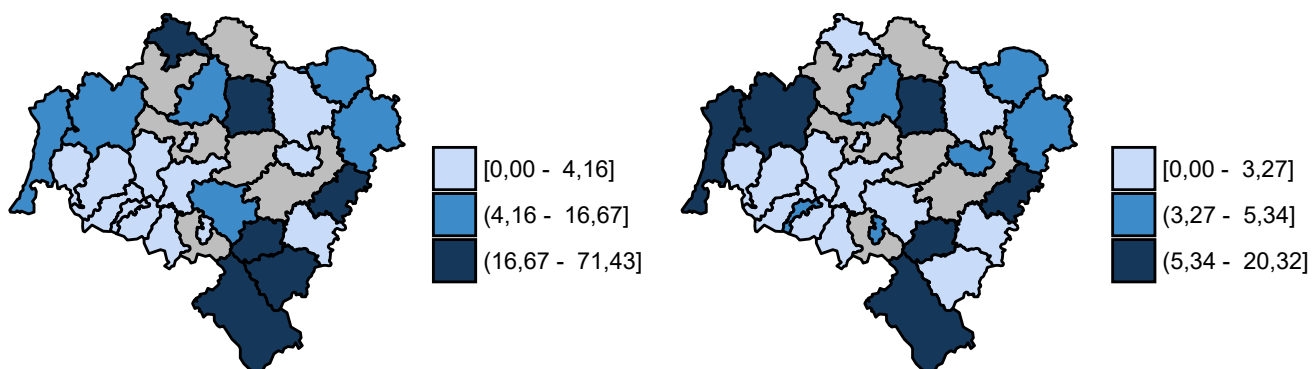 [0,00 - 4,16]
(4,16 - 16,67]
(16,67 - 71,43]
[0,00 - 3,27]
(3,27 - 5,34]
(5,34 - 20,32]